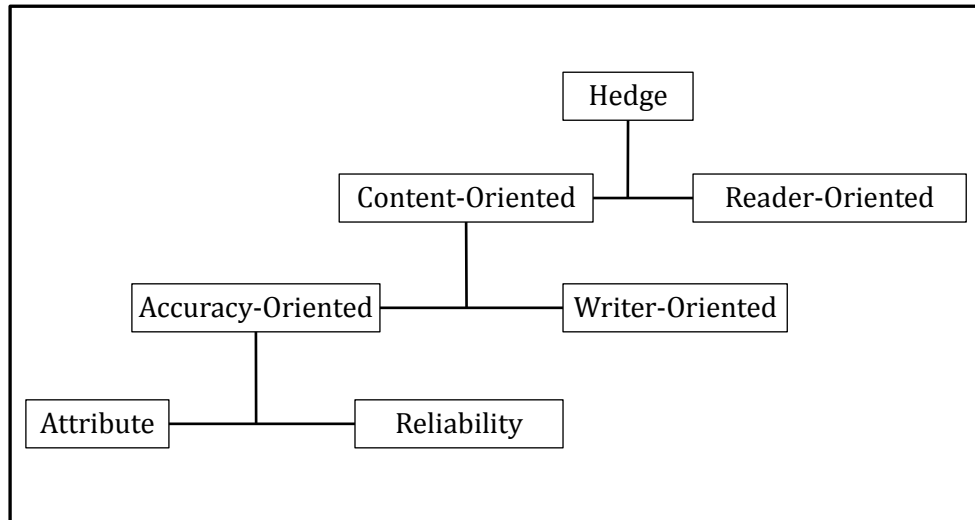 Hedge
Content-Oriented
Reader-Oriented
Accuracy-Oriented
Writer-Oriented
Attribute
Reliability